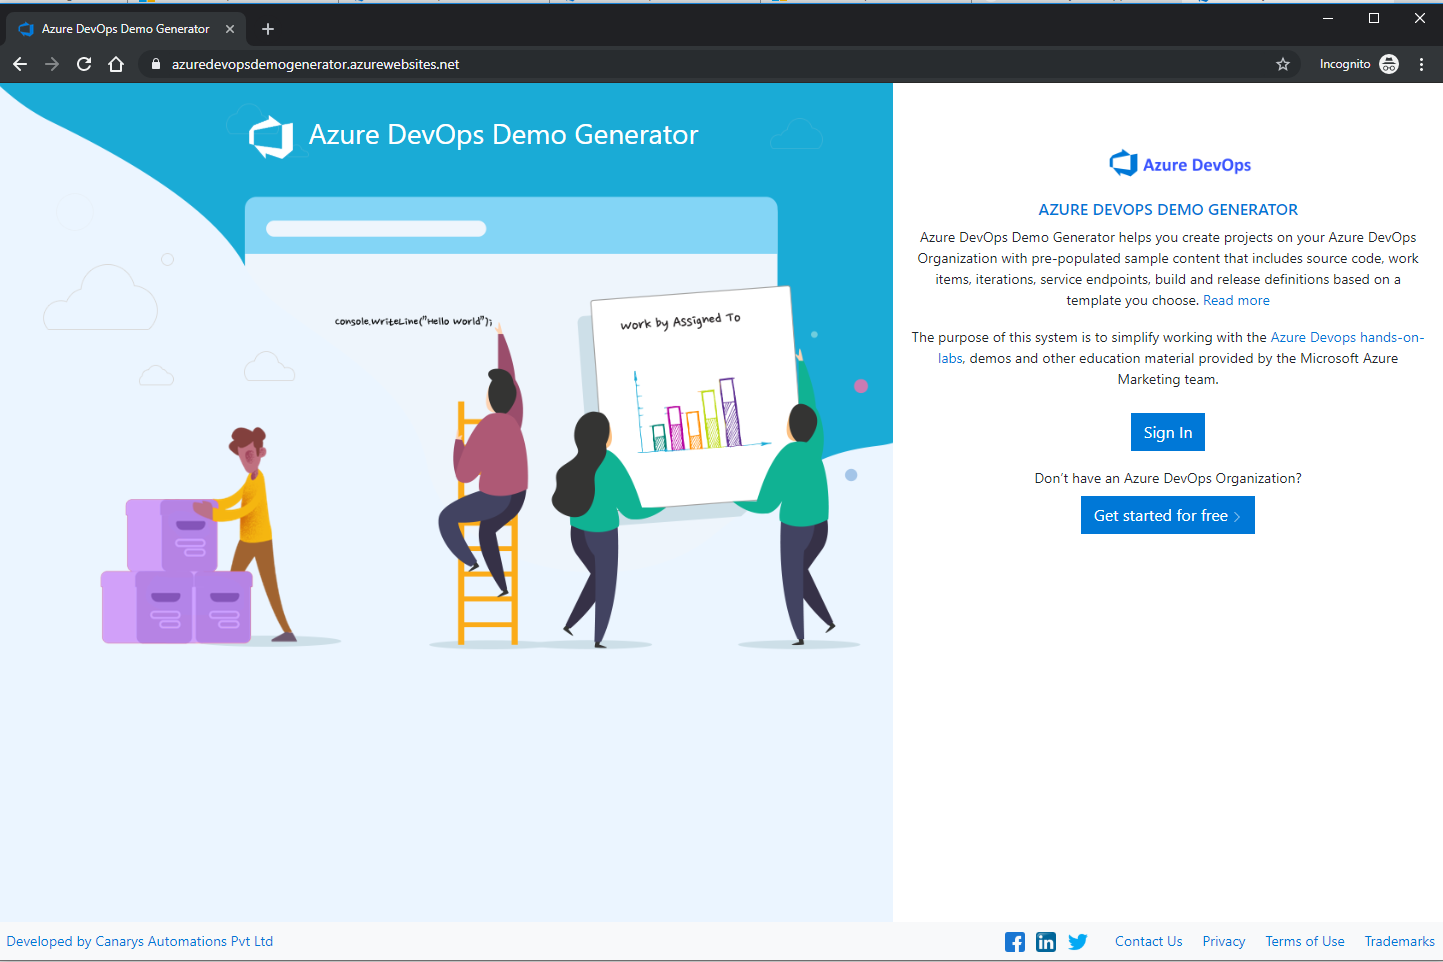 Azure DevOps Demo Generator
azuredevopsdemogenerator.azurewebsites.net
Incognito
Azure DevOps Demo Generator
console.writeLine("Hello World");
Work by Assigned To
Azure DevOps
AZURE DEVOPS DEMO GENERATOR
Azure DevOps Demo Generator helps you create projects on your Azure DevOps
Organization with pre-populated sample content that includes source code, work
items, iterations, service endpoints, build and release definitions based on a
template you choose. Read more
The purpose of this system is to simplify working with the Azure Devops hands-on-
labs, demos and other education material provided by the Microsoft Azure
Marketing team.
Sign In
Don't have an Azure DevOps Organization?
Get started for free >
Developed by Canarys Automations Pvt Ltd
Contact Us
Privacy
Terms of Use
Trademarks